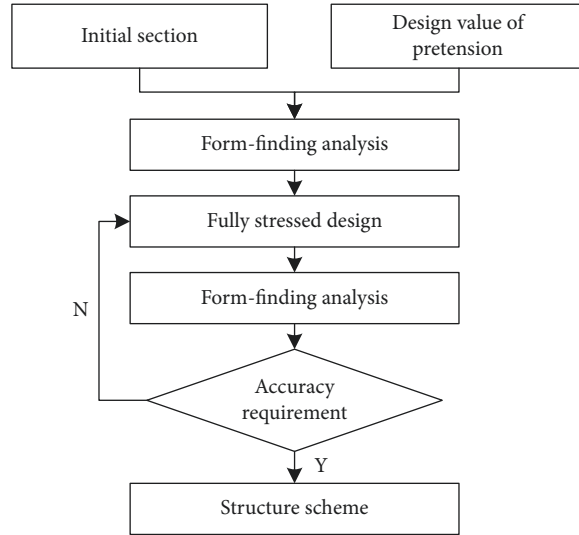 Initial section
Design value of
pretension
Form-finding analysis
Fully stressed design
Form-finding analysis
N
Accuracy
requirement
Y
Structure scheme